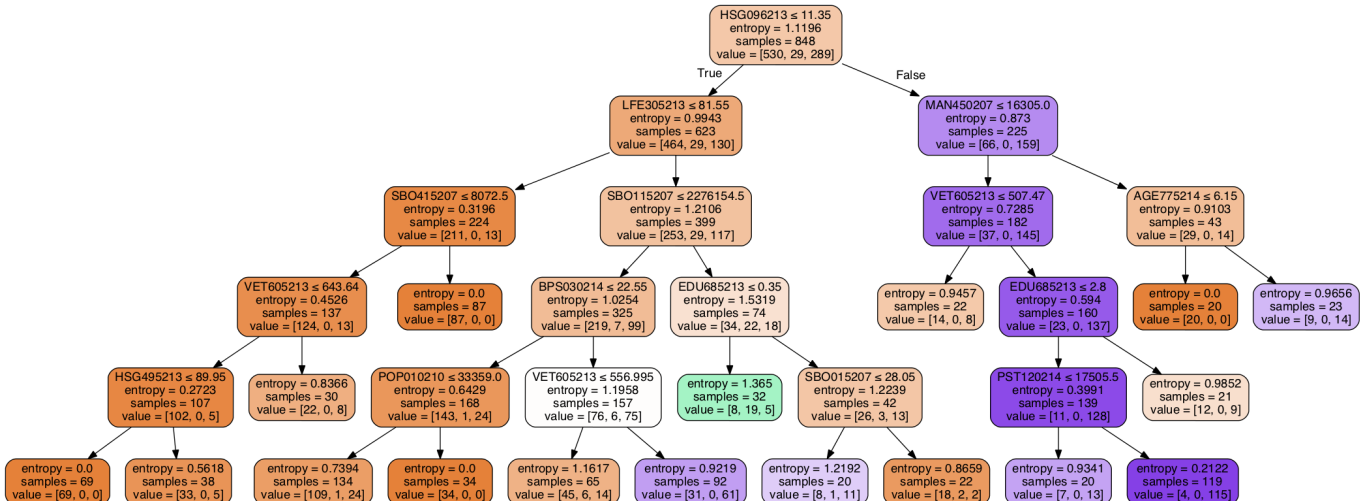 HSG096213 ≤ 11.35
entropy = 1.1196
samples = 848
value = [530, 29, 289]
True
False
LFE305213 ≤ 81.55
entropy = 0.9943
samples = 623
value = [464, 29, 130]
MAN450207 ≤ 16305.0
entropy = 0.873
samples = 225
value = [66, 0, 159]
SBO415207 ≤ 8072.5
entropy = 0.3196
samples = 224
value = [211, 0, 13]
SBO115207 ≤ 2276154.5
entropy = 1.2106
samples = 399
value = [253, 29, 117]
VET605213 ≤ 507.47
entropy = 0.7285
samples = 182
value = [37, 0, 145]
AGE775214 ≤ 6.15
entropy = 0.9103
samples = 43
value = [29, 0, 14]
VET605213 ≤ 643.64
entropy = 0.4526
samples = 137
value = [124, 0, 13]
entropy = 0.0
samples = 87
value = [87, 0, 0]
BPS030214 ≤ 22.55
entropy = 1.0254
samples = 325
value = [219, 7, 99]
EDU685213 ≤ 0.35
entropy = 1.5319
samples = 74
value = [34, 22, 18]
entropy = 0.9457
samples = 22
value = [14, 0, 8]
EDU685213 ≤ 2.8
entropy = 0.594
samples = 160
value = [23, 0, 137]
entropy = 0.0
samples = 20
value = [20, 0, 0]
entropy = 0.9656
samples = 23
value = [9, 0, 14]
HSG495213 ≤ 89.95
entropy = 0.2723
samples = 107
value = [102, 0, 5]
entropy = 0.8366
samples = 30
value = [22, 0, 8]
POP010210 ≤ 33359.0
entropy = 0.6429
samples = 168
value = [143, 1, 24]
VET605213 ≤ 556.995
entropy = 1.1958
samples = 157
value = [76, 6, 75]
entropy = 1.365
samples = 32
value = [8, 19, 5]
SBO015207 ≤ 28.05
entropy = 1.2239
samples = 42
value = [26, 3, 13]
PST120214 ≤ 17505.5
entropy = 0.3991
samples = 139
value = [11, 0, 128]
entropy = 0.9852
samples = 21
value = [12, 0, 9]
entropy = 0.0
samples = 69
value = [69, 0, 0]
entropy = 0.5618
samples = 38
value = [33, 0, 5]
entropy = 0.7394
samples = 134
value = [109, 1, 24]
entropy = 0.0
samples = 34
value = [34, 0, 0]
entropy = 1.1617
samples = 65
value = [45, 6, 14]
entropy = 0.9219
samples = 92
value = [31, 0, 61]
entropy = 1.2192
samples = 20
value = [8, 1, 11]
entropy = 0.8659
samples = 22
value = [18, 2, 2]
entropy = 0.9341
samples = 20
value = [7, 0, 13]
entropy = 0.2122
samples = 119
value = [4, 0, 115]